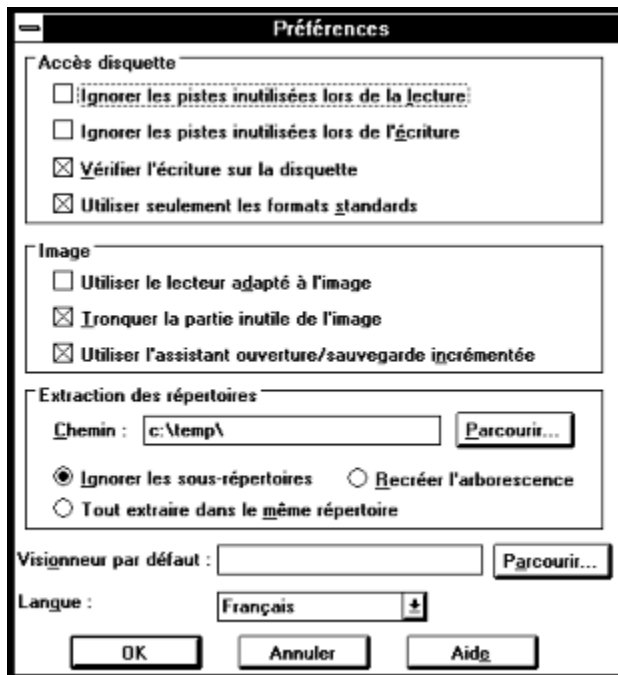 Préférences
Accès disquette
Ignorer les pistes inutilisées lors de la lecture
Ignorer les pistes inutilisées lors de l'écriture
Vérifier l'écriture sur la disquette
Utiliser seulement les formats standards
Image
Utiliser le lecteur adapté à l'image
Tronquer la partie inutile de l'image
Utiliser l'assistant ouverture/sauvegarde incrémentée
Extraction des répertoires
Chemin : c:\temp\ Parcourir...
Ignorer les sous-répertoires Recréer l'arborescence
Tout extraire dans le même répertoire
Visionneur par défaut : Parcourir...
Langue : Français
OK Annuler Aide